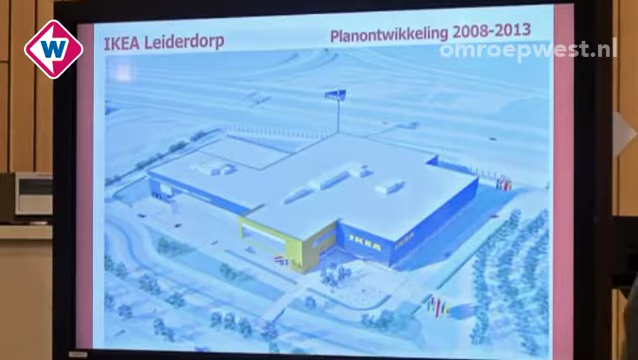 W
IKEA Leiderdorp
Planontwikkeling 2008-2013
omroepwest.nl
IKEA
IKEA